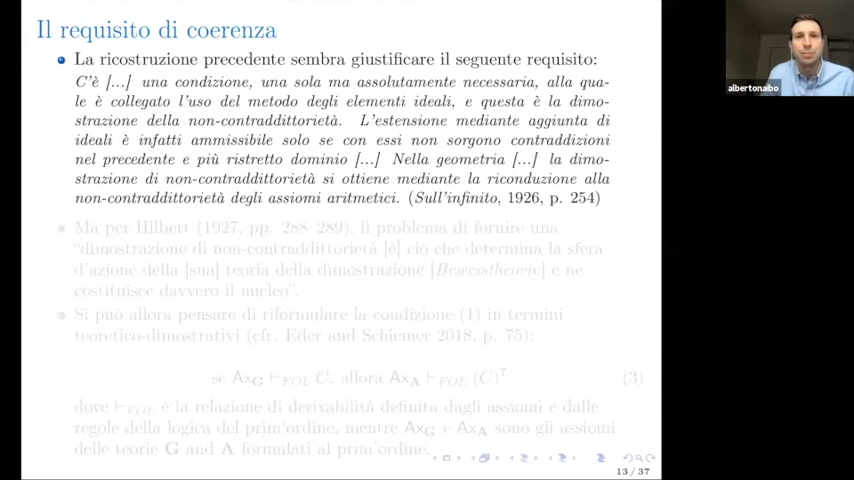 Il requisito di coerenza
La ricostruzione precedente sembra giustificare il seguente requisito:
C'è [...] una condizione, una sola ma assolutamente necessaria, alla qua-
le è collegato l'uso del metodo degli elementi ideali, e questa è la dimo-
strazione della non-contraddittorietà. L'estensione mediante aggiunta di
ideali è infatti ammissibile solo se con essi non sorgono contraddizioni
nel precedente e più ristretto dominio [...] Nella geometria [...] la dimo-
strazione di non-contraddittorietà si ottiene mediante la riconduzione alla
non-contraddittorietà degli assiomi aritmetici. (Sull'infinito, 1926, p. 254)
Ma per Hilbert (1927, pp. 288–289), il problema di fornire una
“dimostrazione di non-contraddittorietà [è] ciò che determina la sfera
d'azione della [sua] teoria della dimostrazione [Beweistheorie] e ne
costituisce davvero il nucleo”.
Si può allora pensare di riformulare la condizione (1) in termini
teoretico-dimostrativi (cfr. Eder and Schiemer 2018, p. 75):
se Ax_G ⊢_FOL C, allora Ax_A ⊢_FOL (C)^T (3)
dove ⊢_FOL è la relazione di derivabilità definita dagli assiomi e dalle
regole della logica del prim'ordine, mentre Ax_G e Ax_A sono gli assiomi
delle teorie G and A formulati al prim'ordine.
13 / 37
albertonaibo